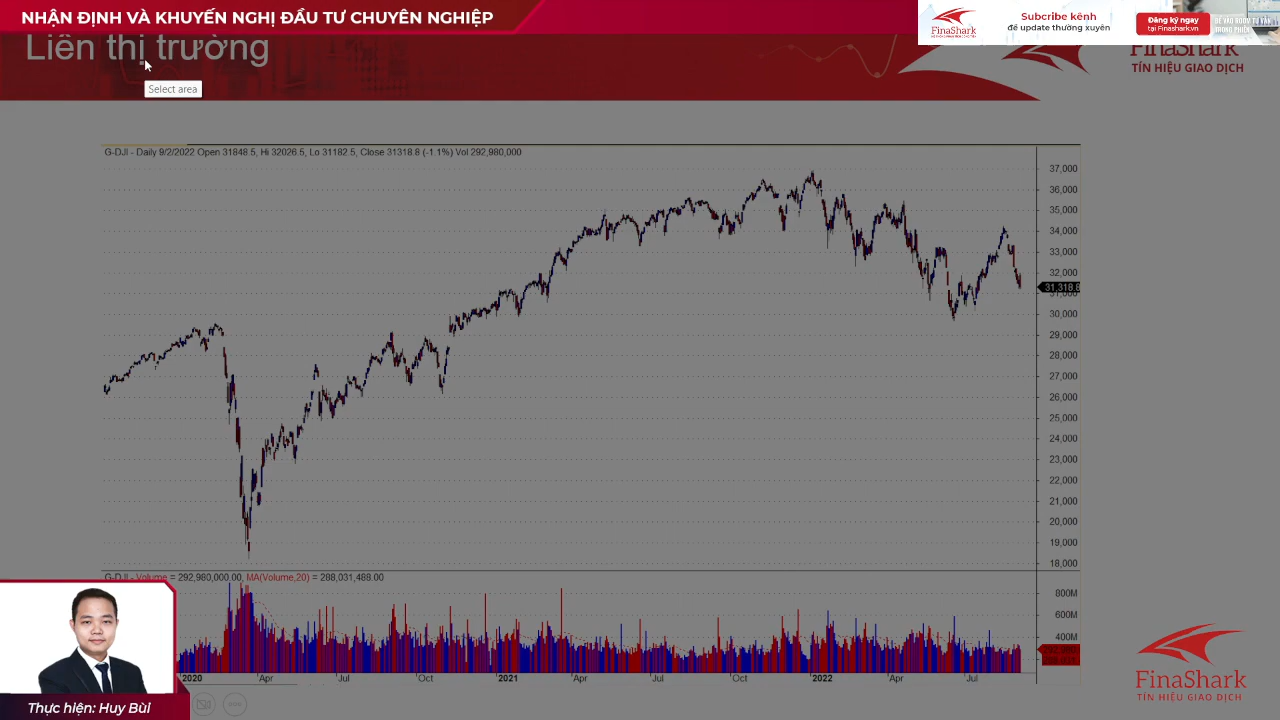 NHẬN ĐỊNH VÀ KHUYẾN NGHỊ ĐẦU TƯ CHUYÊN NGHIỆP
FinaShark
Subcribe kênh
để update thường xuyên
Đăng ký ngay
tại Finashark.vn
ĐỂ VÀO ROOM TƯ VẤN
TRONG PHIÊN
Liên thị trường
FinaShark
TÍN HIỆU GIAO DỊCH
Select area
G-DJI - Daily 9/2/2022 Open 31848.5, Hi 32026.5, Lo 31182.5, Close 31318.8 (-1.1%) Vol 292,980,000
37,000
36,000
35,000
34,000
33,000
32,000
31,318.8
31,000
30,000
29,000
28,000
27,000
26,000
25,000
24,000
23,000
22,000
21,000
20,000
19,000
18,000
G-DJI - Volume = 292,980,000.00, MA(Volume,20) = 288,031,488.00
800M
600M
400M
2020 Apr Jul Oct 2021 Apr Jul Oct 2022 Apr Jul
FinaShark
TÍN HIỆU GIAO DỊCH
Thực hiện: Huy Bùi